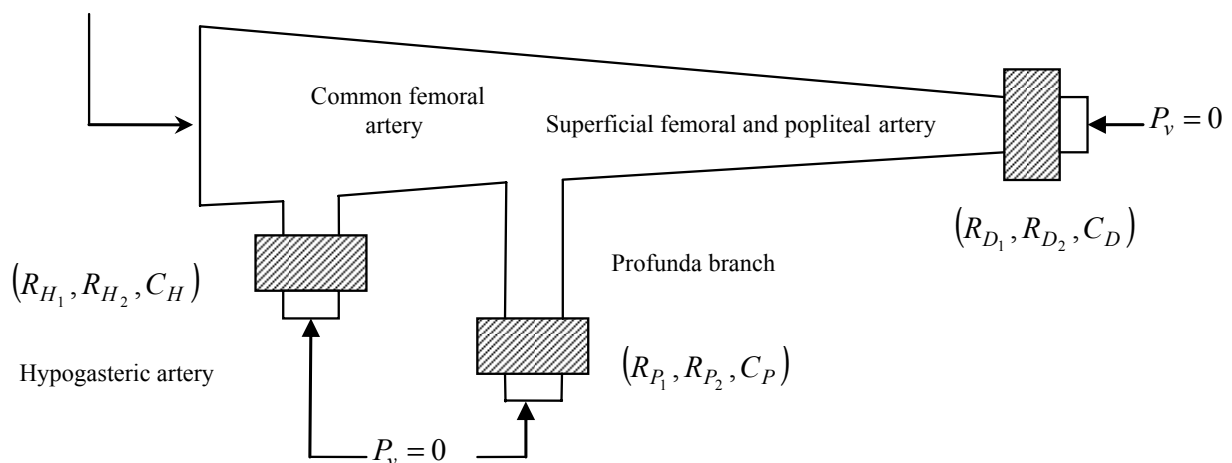 Common femoral
artery
Superficial femoral and popliteal artery
P_v = 0
(R_{D_1}, R_{D_2}, C_D)
Profunda branch
(R_{H_1}, R_{H_2}, C_H)
(R_{P_1}, R_{P_2}, C_P)
Hypogasteric artery
P_v = 0